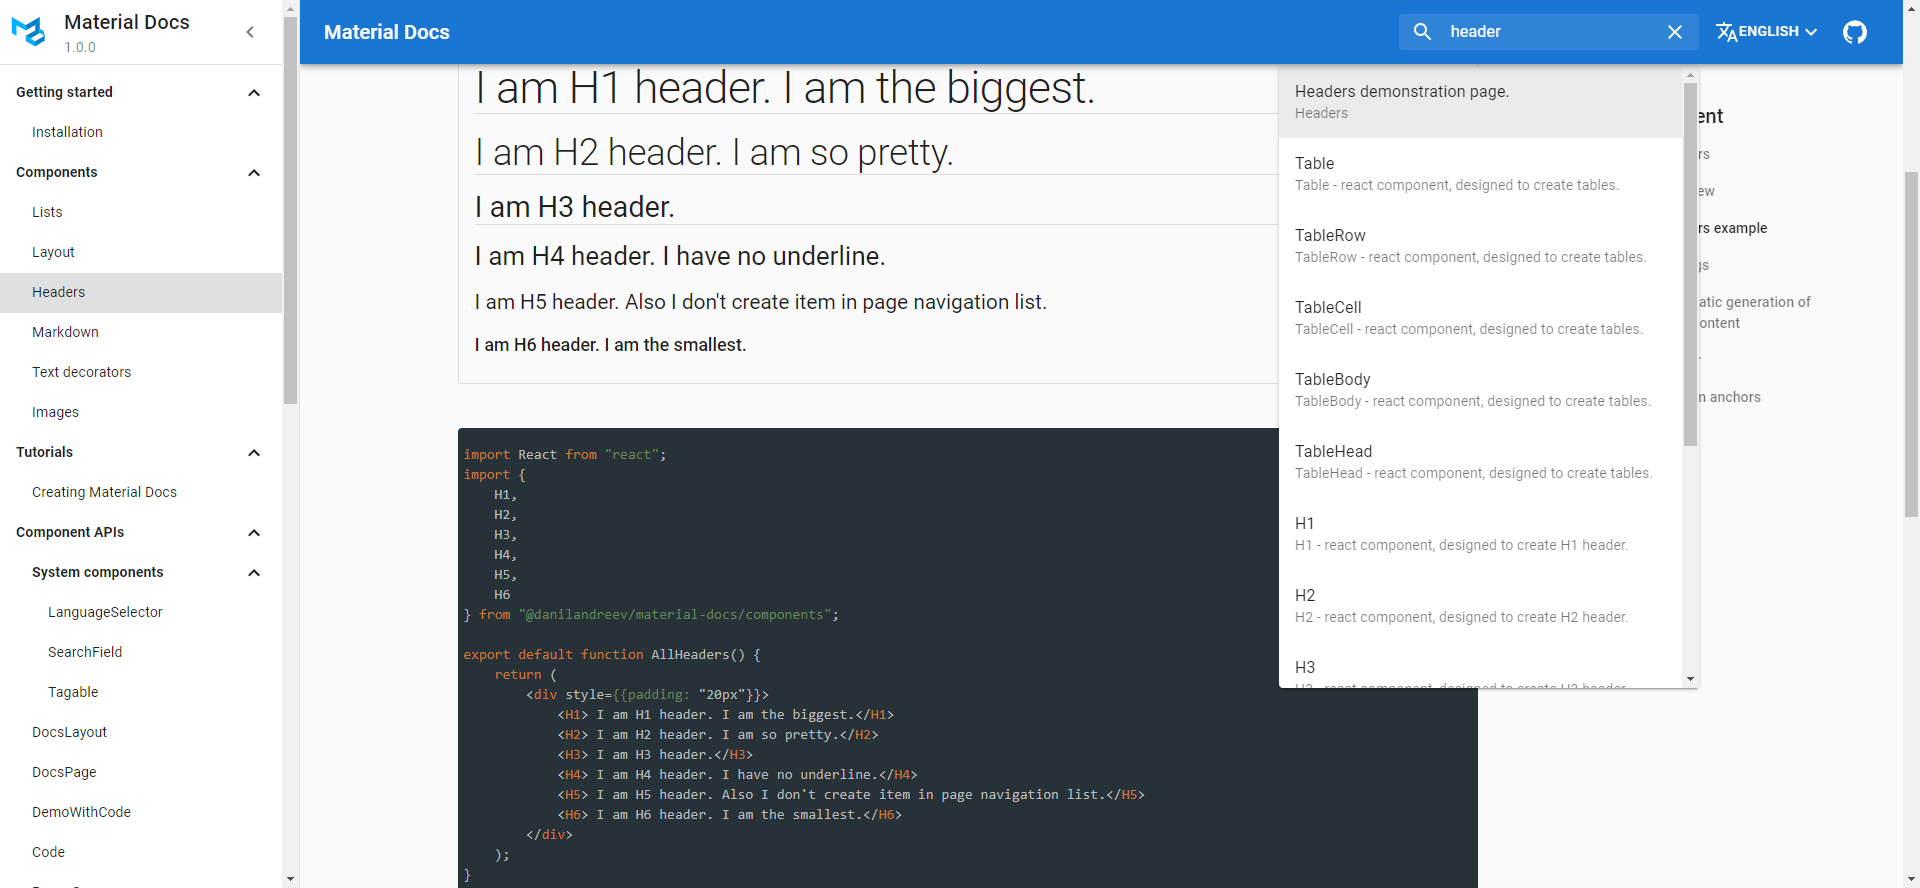 Material Docs
1.0.0
Getting started
Installation
Components
Lists
Layout
Headers
Markdown
Text decorators
Images
Tutorials
Creating Material Docs
Component APIs
System components
LanguageSelector
SearchField
Tagable
DocsLayout
DocsPage
DemoWithCode
Code
Material Docs
header
ENGLISH
I am H1 header. I am the biggest.
I am H2 header. I am so pretty.
I am H3 header.
I am H4 header. I have no underline.
I am H5 header. Also I don't create item in page navigation list.
I am H6 header. I am the smallest.
import React from "react";
import {
H1,
H2,
H3,
H4,
H5,
H6
} from "@danilandreev/material-docs/components";
export default function AllHeaders() {
return (
<div style={{padding: "20px"}}>
<H1> I am H1 header. I am the biggest.</H1>
<H2> I am H2 header. I am so pretty.</H2>
<H3> I am H3 header.</H3>
<H4> I am H4 header. I have no underline.</H4>
<H5> I am H5 header. Also I don't create item in page navigation list.</H5>
<H6> I am H6 header. I am the smallest.</H6>
</div>
);
}
Headers demonstration page.
Headers
Table
Table - react component, designed to create tables.
TableRow
TableRow - react component, designed to create tables.
TableCell
TableCell - react component, designed to create tables.
TableBody
TableBody - react component, designed to create tables.
TableHead
TableHead - react component, designed to create tables.
H1
H1 - react component, designed to create H1 header.
H2
H2 - react component, designed to create H2 header.
H3
H3 - react component, designed to create H3 header.
ent
rs
ew
rs example
gs
atic generation of
ontent
m anchors